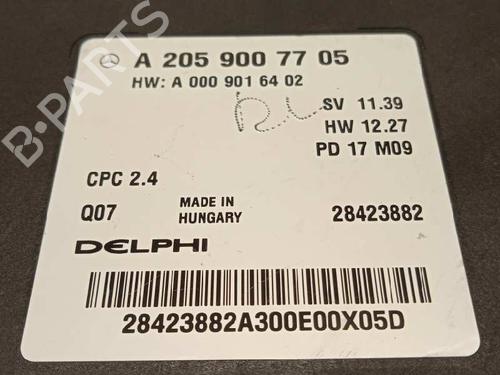 A 205 900 77 05
HW: A 000 901 64 02
SV 11.39
HW 12.27
PD 17 M09
CPC 2.4
Q07
MADE IN
HUNGARY
28423882
DELPHI
28423882A300E00X05D
B-PARTS